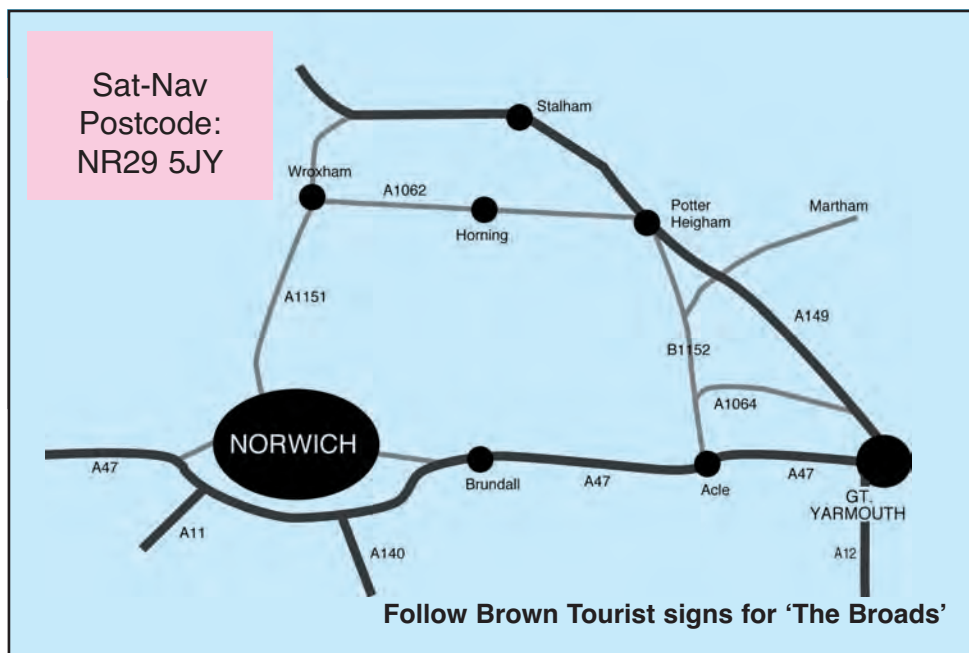 Sat-Nav
Postcode:
NR29 5JY
Stalham
Wroxham
A1062
Horning
Potter
Heigham
Martham
A1151
A149
B1152
A1064
NORWICH
A47
Brundall
A47
Acle
A47
GT.
YARMOUTH
A11
A140
A12
Follow Brown Tourist signs for ‘The Broads’